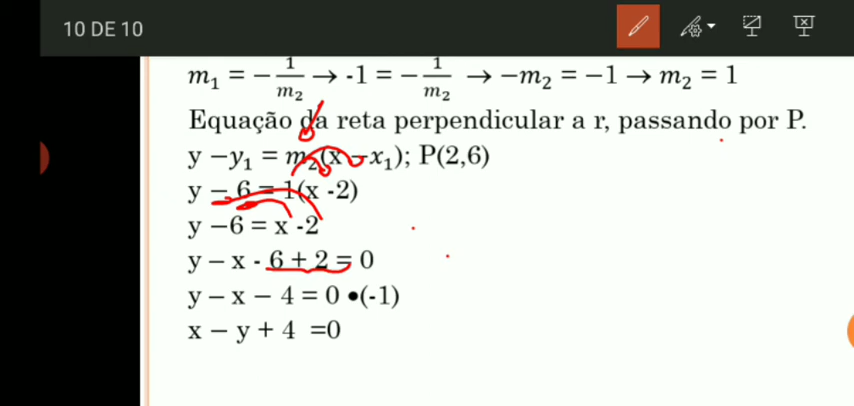 10 DE 10
m₁ = − 1/m₂ → -1 = − 1/m₂ → −m₂ = −1 → m₂ = 1
Equação da reta perpendicular a r, passando por P.
y −y₁ = m₂(x −x₁); P(2,6)
y − 6 = 1(x -2)
y −6 = x -2
y − x - 6 + 2 = 0
y − x − 4 = 0 •(-1)
x − y + 4 =0